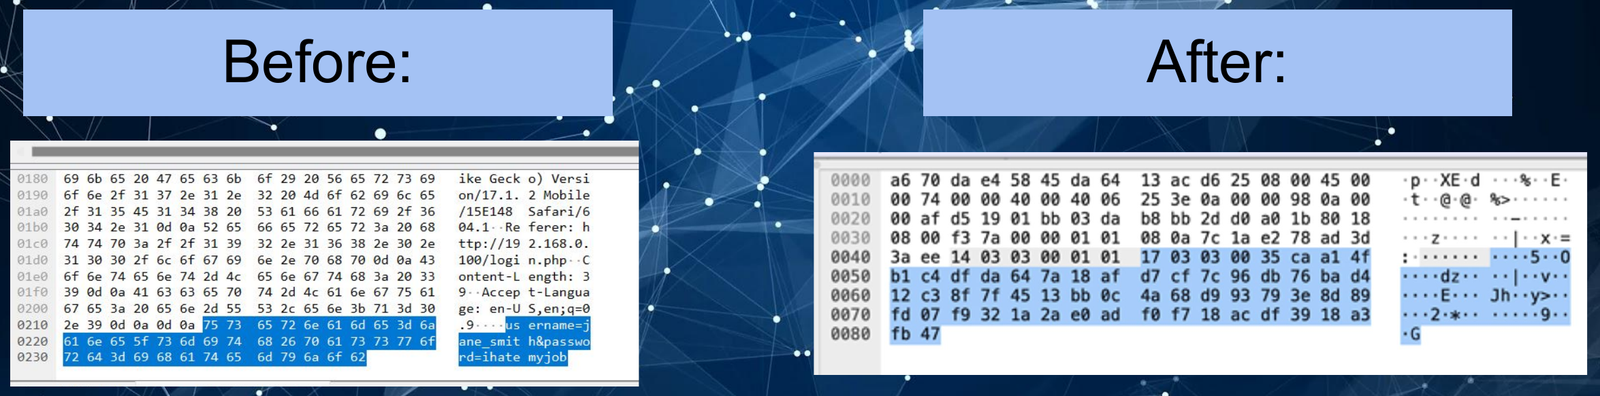 Before:
After:
0180 69 6b 65 20 47 65 63 6b 6f 29 20 56 65 72 73 69 ike Geck o) Versi
0190 6f 6e 2f 31 37 2e 31 2e 32 20 4d 6f 62 69 6c 65 on/17.1. 2 Mobile
01a0 2f 31 35 45 31 34 38 20 53 61 66 61 72 69 2f 36 /15E148 Safari/6
01b0 30 34 2e 31 0d 0a 52 65 66 65 72 65 72 3a 20 68 04.1··Re ferer: h
01c0 74 74 70 3a 2f 2f 31 39 32 2e 31 36 38 2e 30 2e ttp://19 2.168.0.
01d0 31 30 30 2f 6c 6f 67 69 6e 2e 70 68 70 0d 0a 43 100/logi n.php··C
01e0 6f 6e 74 65 6e 74 2d 4c 65 6e 67 74 68 3a 20 33 ontent-L ength: 3
01f0 39 0d 0a 41 63 63 65 70 74 2d 4c 61 6e 67 75 61 9··Accep t-Langua
0200 67 65 3a 20 65 6e 2d 55 53 2c 65 6e 3b 71 3d 30 ge: en-U S,en;q=0
0210 2e 39 0d 0a 0d 0a 75 73 65 72 6e 61 6d 65 3d 6a .9····us ername=j
0220 61 6e 65 5f 73 6d 69 74 68 26 70 61 73 73 77 6f ane_smit h&passwo
0230 72 64 3d 69 68 61 74 65 6d 79 6a 6f 62 rd=ihate myjob
0000 a6 70 da e4 58 45 da 64 13 ac d6 25 08 00 45 00 ·p··XE·d ···%··E·
0010 00 74 00 00 40 00 40 06 25 3e 0a 00 00 98 0a 00 ·t··@·@· %>······
0020 00 af d5 19 01 bb 03 da b8 bb 2d d0 a0 1b 80 18 ········ ··-·····
0030 08 00 f3 7a 00 00 01 01 08 0a 7c 1a e2 78 ad 3d ···z···· ··|··x·=
0040 3a ee 14 03 03 00 01 01 17 03 03 00 35 ca a1 4f :······· ····5··O
0050 b1 c4 df da 64 7a 18 af d7 cf 7c 96 db 76 ba d4 ····dz·· ··|··v··
0060 12 c3 8f 7f 45 13 bb 0c 4a 68 d9 93 79 3e 8d 89 ····E··· Jh··y>··
0070 fd 07 f9 32 1a 2a e0 ad f0 f7 18 ac df 39 18 a3 ···2·*·· ·····9··
0080 fb 47 ·G